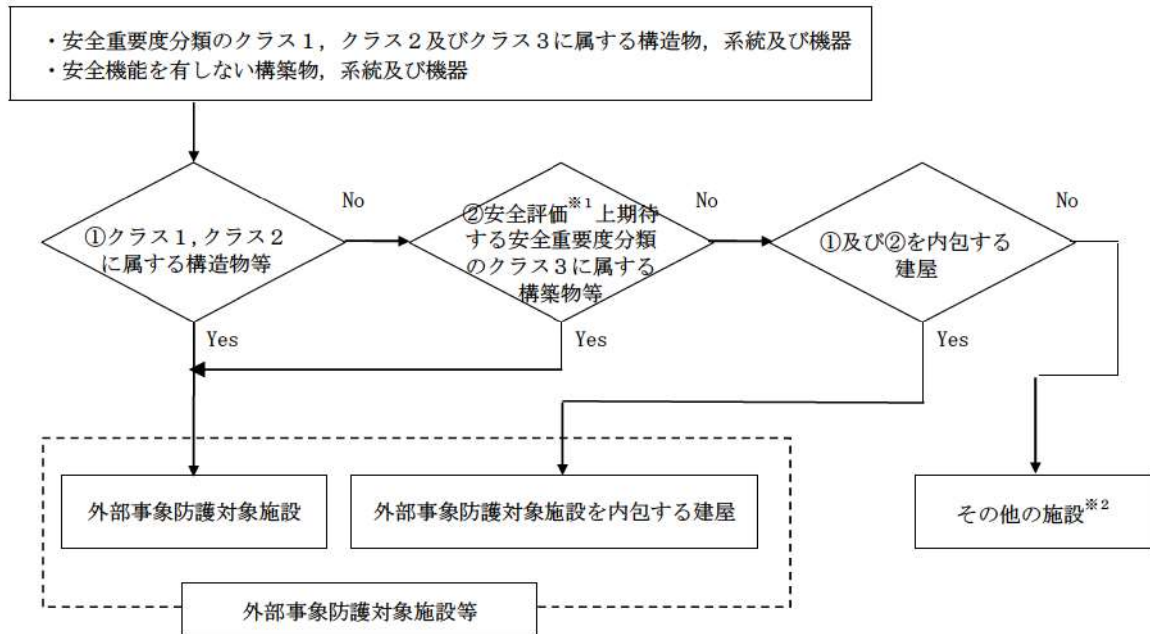 ・安全重要度分類のクラス１，クラス２及びクラス３に属する構造物，系統及び機器
・安全機能を有しない構築物，系統及び機器
①クラス１，クラス２
に属する構造物等
No
Yes
②安全評価※1上期待
する安全重要度分類
のクラス３に属する
構築物等
No
Yes
①及び②を内包する
建屋
No
Yes
外部事象防護対象施設
外部事象防護対象施設を内包する建屋
その他の施設※2
外部事象防護対象施設等